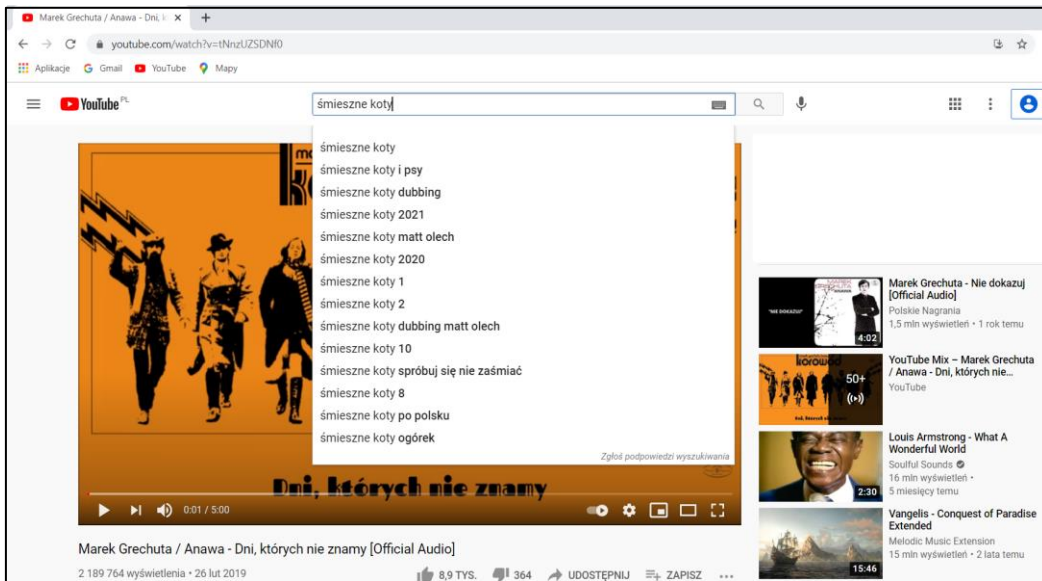 Marek Grechuta / Anawa - Dni, k
youtube.com/watch?v=tNnzUZSDNf0
Aplikacje Gmail YouTube Mapy
YouTube PL
śmieszne koty
śmieszne koty
śmieszne koty i psy
śmieszne koty dubbing
śmieszne koty 2021
śmieszne koty matt olech
śmieszne koty 2020
śmieszne koty 1
śmieszne koty 2
śmieszne koty dubbing matt olech
śmieszne koty 10
śmieszne koty spróbuj się nie zaśmiać
śmieszne koty 8
śmieszne koty po polsku
śmieszne koty ogórek
Zgłoś podpowiedzi wyszukiwania
Dni, których nie znamy
0:01 / 5:00
Marek Grechuta / Anawa - Dni, których nie znamy [Official Audio]
2 189 764 wyświetlenia • 26 lut 2019
8,9 TYS. 364 UDOSTĘPNIJ ZAPISZ
"NIE DOKAZUJ"
4:02
Marek Grechuta - Nie dokazuj
[Official Audio]
Polskie Nagrania
1,5 mln wyświetleń • 1 rok temu
korowód
50+
YouTube Mix – Marek Grechuta
/ Anawa - Dni, których nie...
YouTube
2:30
Louis Armstrong - What A
Wonderful World
Soulful Sounds
16 mln wyświetleń •
5 miesięcy temu
15:46
Vangelis - Conquest of Paradise
Extended
Melodic Music Extension
15 mln wyświetleń • 2 lata temu